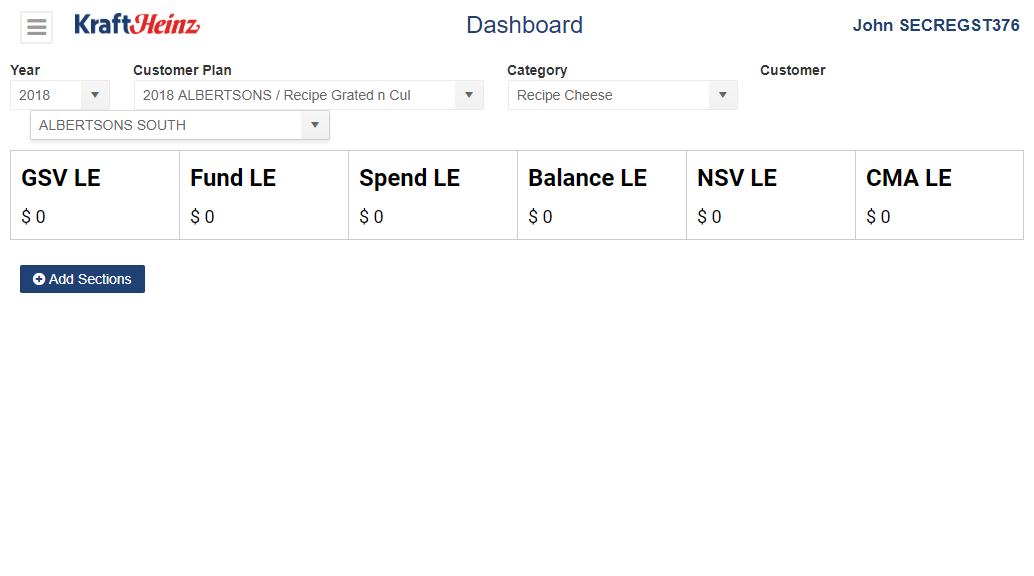 KraftHeinz Dashboard John SECREGST376
Year Customer Plan Category Customer
2018 2018 ALBERTSONS / Recipe Grated n Cul Recipe Cheese
ALBERTSONS SOUTH
GSV LE Fund LE Spend LE Balance LE NSV LE CMA LE
$ 0 $ 0 $ 0 $ 0 $ 0 $ 0
Add Sections